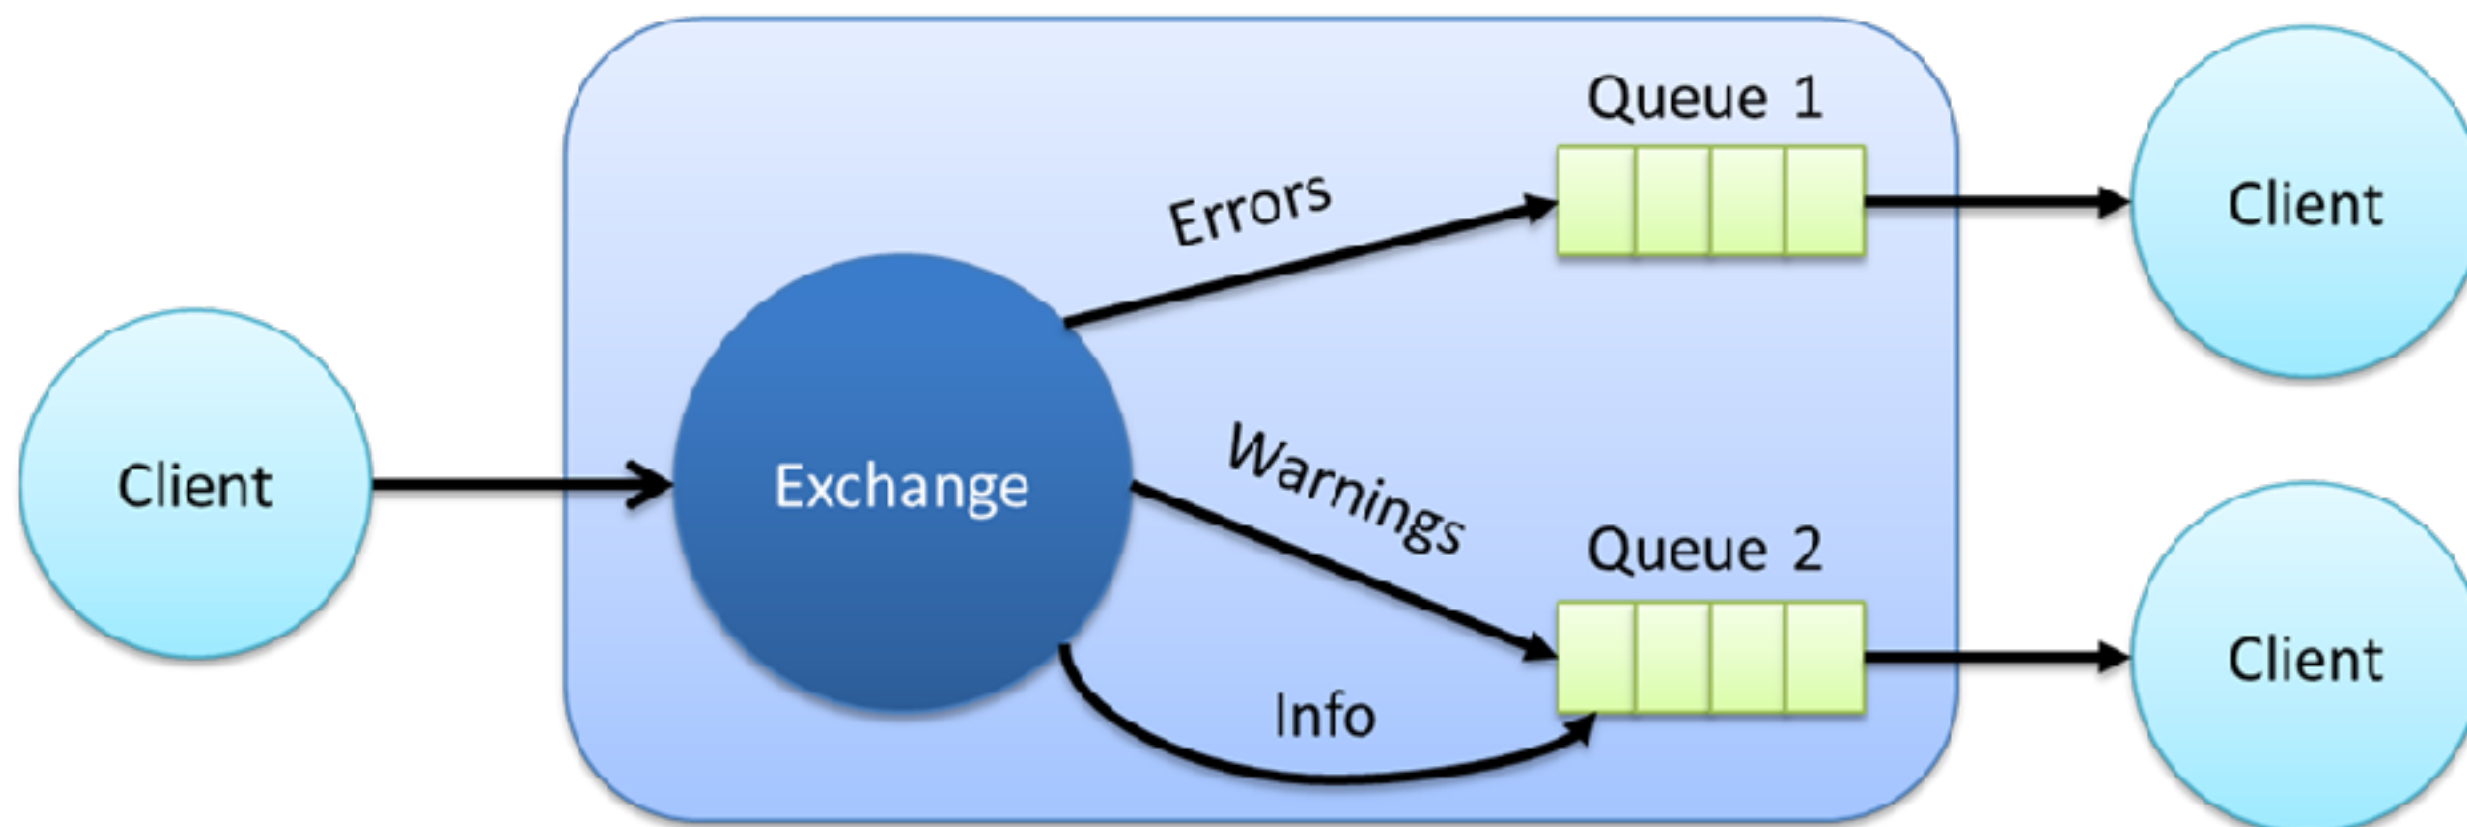 Queue 1
Errors
Client
Client
Exchange
Warnings
Queue 2
Client
Info